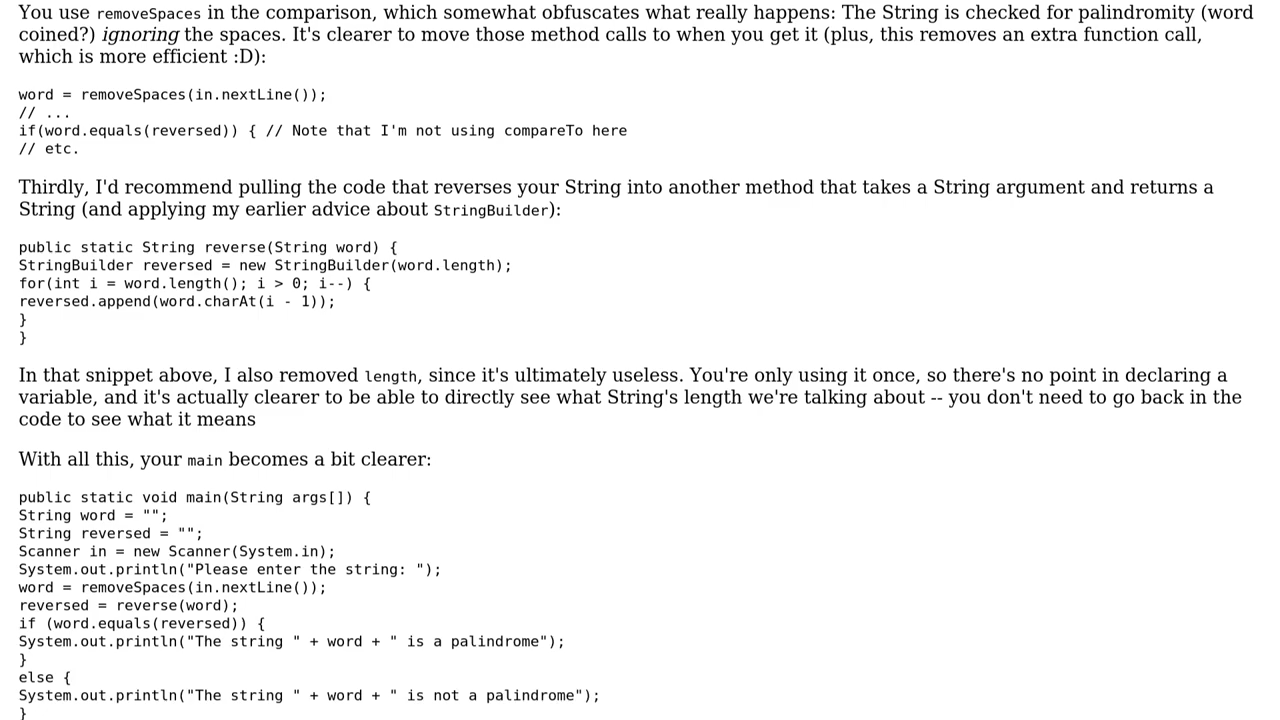 You use removeSpaces in the comparison, which somewhat obfuscates what really happens: The String is checked for palindromity (word
coined?) ignoring the spaces. It's clearer to move those method calls to when you get it (plus, this removes an extra function call,
which is more efficient :D):
word = removeSpaces(in.nextLine());
// ...
if(word.equals(reversed)) { // Note that I'm not using compareTo here
// etc.
Thirdly, I'd recommend pulling the code that reverses your String into another method that takes a String argument and returns a
String (and applying my earlier advice about StringBuilder):
public static String reverse(String word) {
StringBuilder reversed = new StringBuilder(word.length);
for(int i = word.length(); i > 0; i--) {
reversed.append(word.charAt(i - 1));
}
}
In that snippet above, I also removed length, since it's ultimately useless. You're only using it once, so there's no point in declaring a
variable, and it's actually clearer to be able to directly see what String's length we're talking about -- you don't need to go back in the
code to see what it means
With all this, your main becomes a bit clearer:
public static void main(String args[]) {
String word = "";
String reversed = "";
Scanner in = new Scanner(System.in);
System.out.println("Please enter the string: ");
word = removeSpaces(in.nextLine());
reversed = reverse(word);
if (word.equals(reversed)) {
System.out.println("The string " + word + " is a palindrome");
}
else {
System.out.println("The string " + word + " is not a palindrome");
}